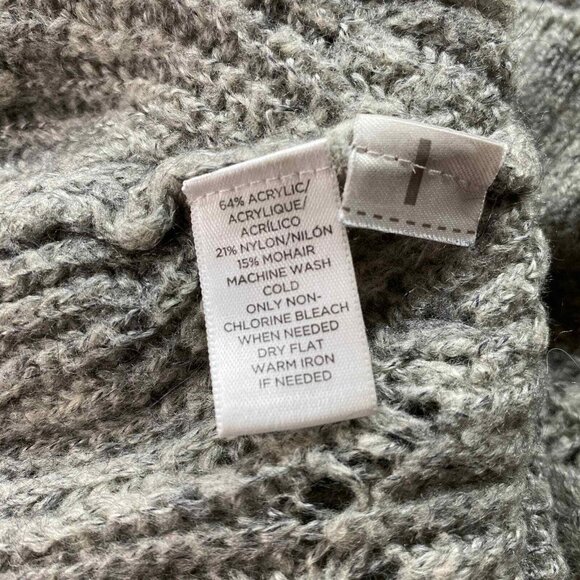 64% ACRYLIC/
ACRYLIQUE/
ACRÍLICO
21% NYLON/NILÓN
15% MOHAIR
MACHINE WASH
COLD
ONLY NON-
CHLORINE BLEACH
WHEN NEEDED
DRY FLAT
WARM IRON
IF NEEDED